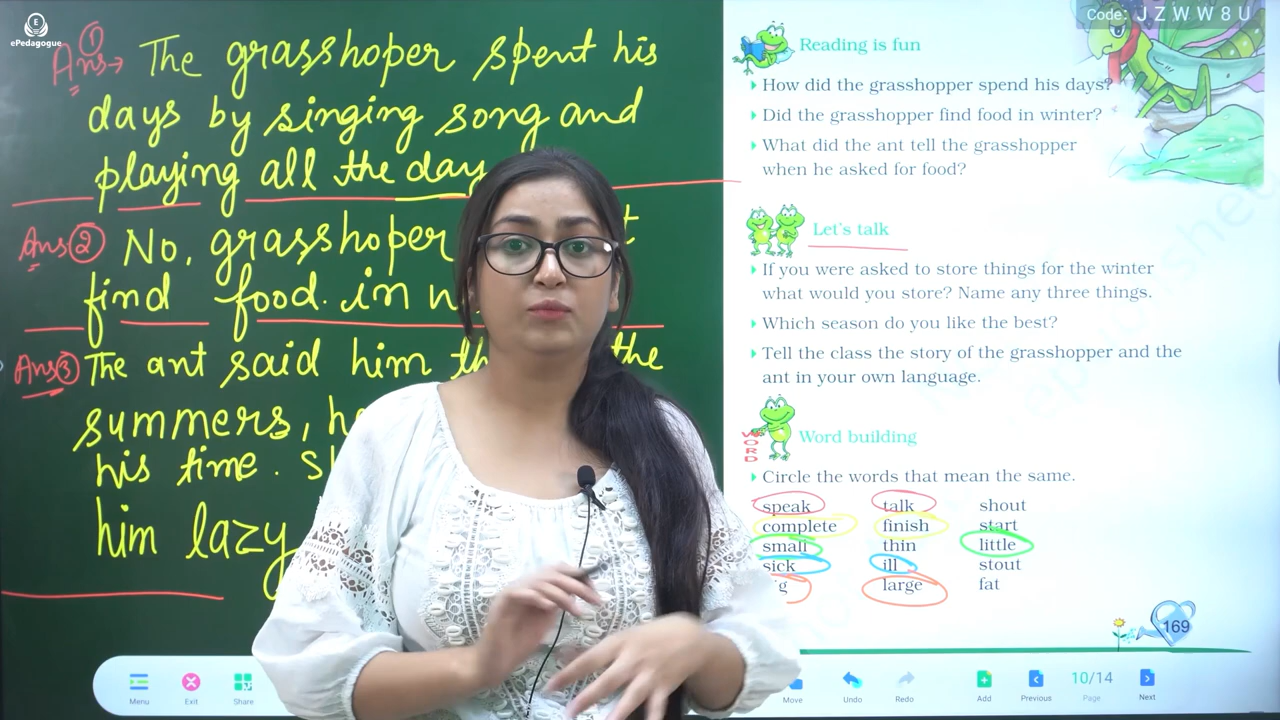 ePedagogue
① Ans→ The grasshoper spent his
days by singing song and
playing all the day
Ans② No, grasshoper
find food. in
Ans③ The ant said him the
summers,
his time.
him lazy
Code: JZWW8U
Reading is fun
How did the grasshopper spend his days?
Did the grasshopper find food in winter?
What did the ant tell the grasshopper
when he asked for food?
Let's talk
If you were asked to store things for the winter
what would you store? Name any three things.
Which season do you like the best?
Tell the class the story of the grasshopper and the
ant in your own language.
WORD
Word building
Circle the words that mean the same.
speak talk shout
complete finish start
small thin little
sick ill stout
large fat
169
Menu Exit Share Move Undo Redo Add Previous 10/14 Page Next